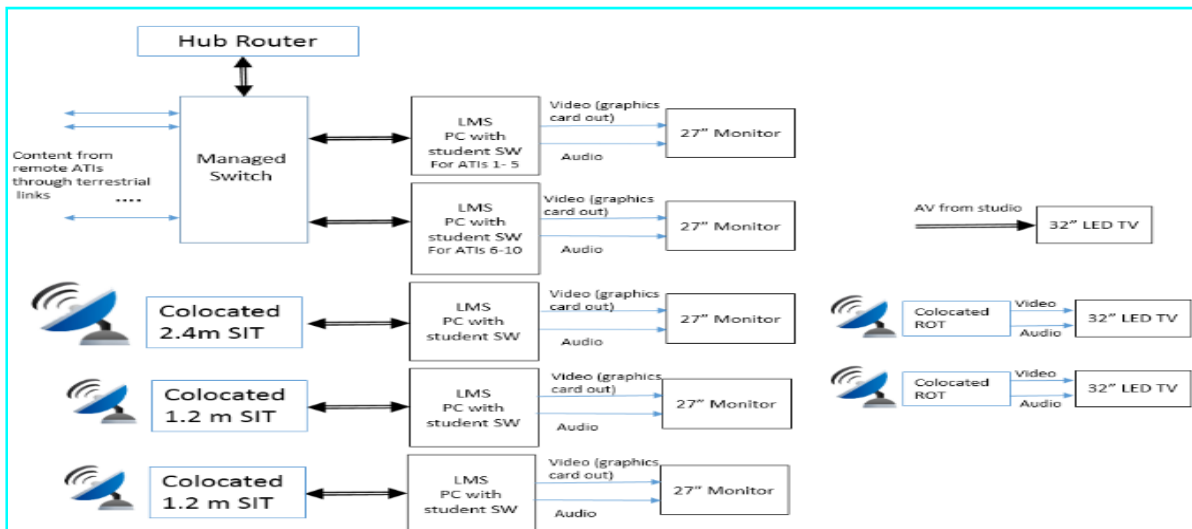 Hub Router
Content from
remote ATIs
through terrestrial
links
....
Managed
Switch
LMS
PC with
student SW
For ATIs 1- 5
Video (graphics
card out)
Audio
27” Monitor
LMS
PC with
student SW
For ATIs 6-10
Video (graphics
card out)
Audio
27” Monitor
AV from studio
32” LED TV
Colocated
2.4m SIT
LMS
PC with
student SW
Video (graphics
card out)
Audio
27” Monitor
Colocated
ROT
Video
Audio
32” LED TV
Colocated
1.2 m SIT
LMS
PC with
student SW
Video (graphics
card out)
Audio
27” Monitor
Colocated
ROT
Video
Audio
32” LED TV
Colocated
1.2 m SIT
LMS
PC with
student SW
Video (graphics
card out)
Audio
27” Monitor